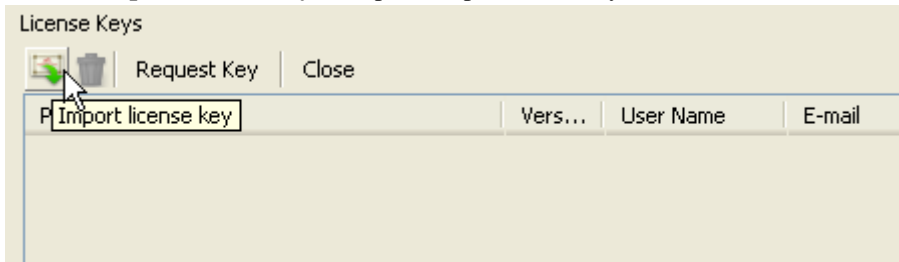 License Keys
Request Key Close
Import license key
P Vers... User Name E-mail